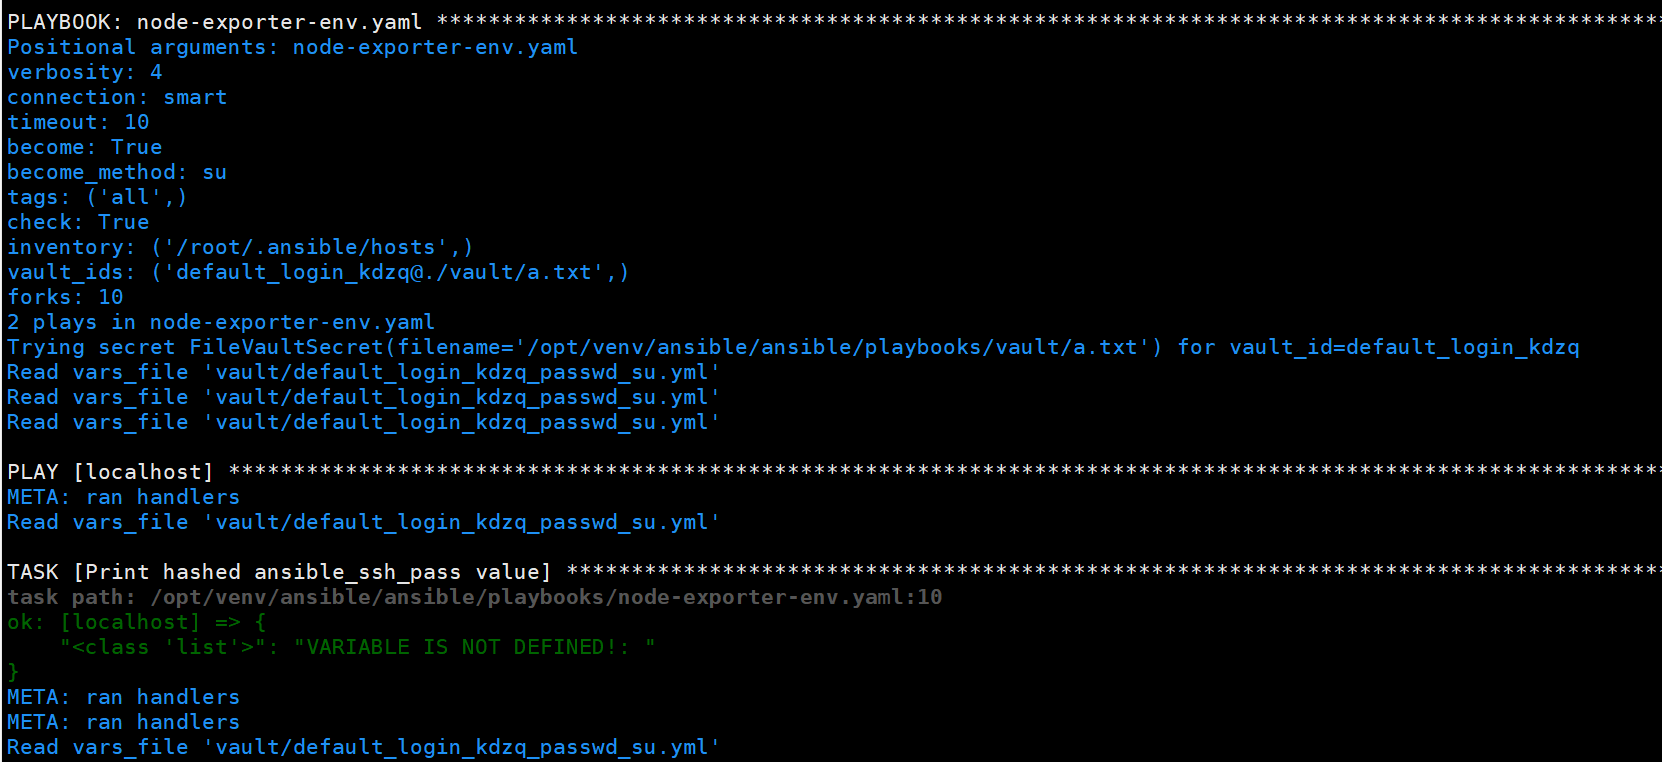 PLAYBOOK: node-exporter-env.yaml ***********************************************************************************************
Positional arguments: node-exporter-env.yaml
verbosity: 4
connection: smart
timeout: 10
become: True
become_method: su
tags: ('all',)
check: True
inventory: ('/root/.ansible/hosts',)
vault_ids: ('default_login_kdzq@./vault/a.txt',)
forks: 10
2 plays in node-exporter-env.yaml
Trying secret FileVaultSecret(filename='/opt/venv/ansible/ansible/playbooks/vault/a.txt') for vault_id=default_login_kdzq
Read vars_file 'vault/default_login_kdzq_passwd_su.yml'
Read vars_file 'vault/default_login_kdzq_passwd_su.yml'
Read vars_file 'vault/default_login_kdzq_passwd_su.yml'
PLAY [localhost] ***************************************************************************************************************
META: ran handlers
Read vars_file 'vault/default_login_kdzq_passwd_su.yml'
TASK [Print hashed ansible_ssh_pass value] *************************************************************************************
task path: /opt/venv/ansible/ansible/playbooks/node-exporter-env.yaml:10
ok: [localhost] => {
    "<class 'list'>": "VARIABLE IS NOT DEFINED!: "
}
META: ran handlers
META: ran handlers
Read vars_file 'vault/default_login_kdzq_passwd_su.yml'